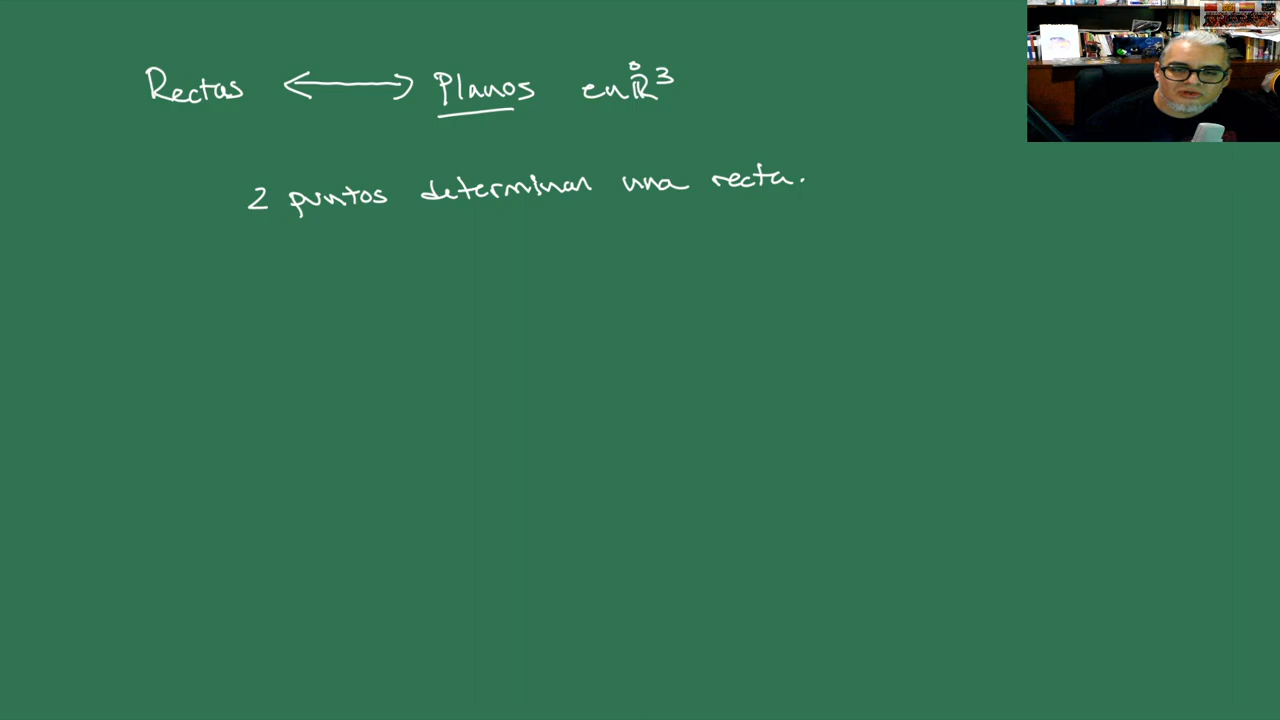 Rectas ⟷ Planos en ℝ³
2 puntos determinan una recta.